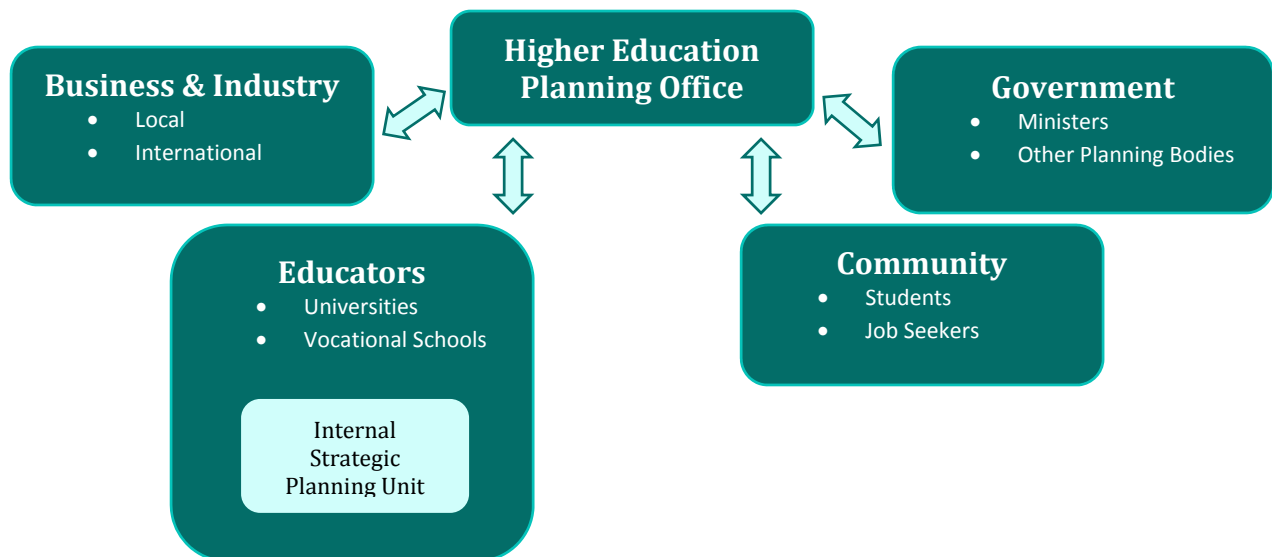 Higher Education
Planning Office
Business & Industry
• Local
• International
Government
• Ministers
• Other Planning Bodies
Educators
• Universities
• Vocational Schools
Internal
Strategic
Planning Unit
Community
• Students
• Job Seekers